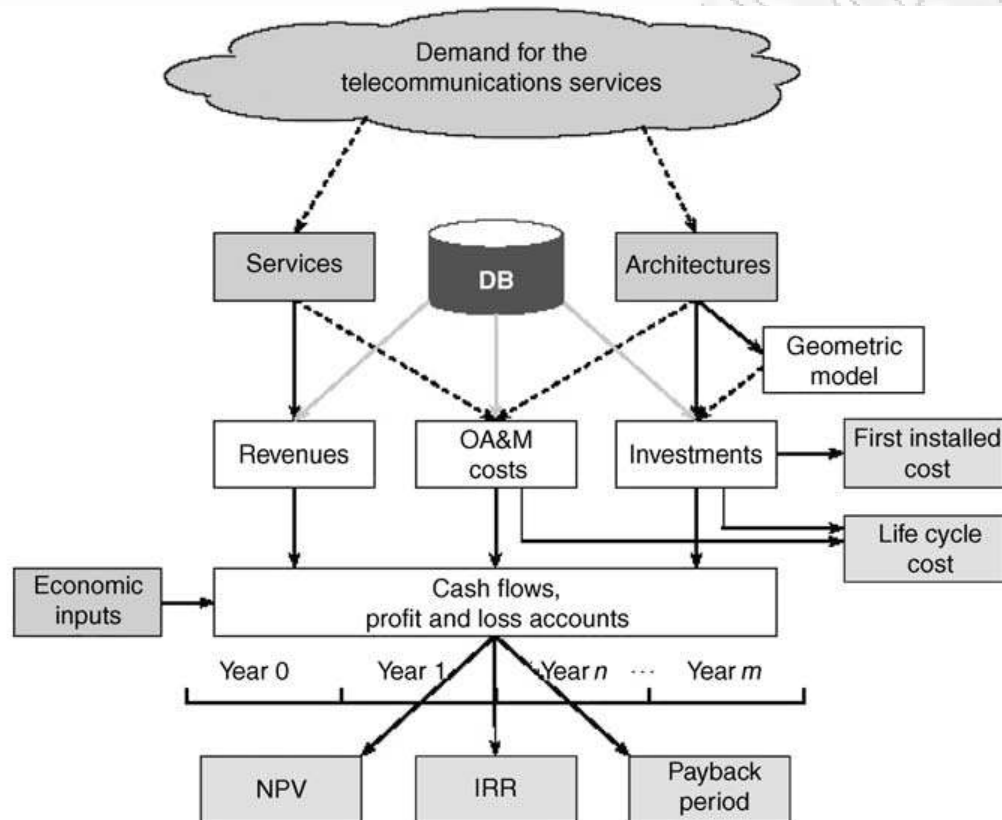 Demand for the
telecommunications services
Services
DB
Architectures
Geometric
model
Revenues
OA&M
costs
Investments
First installed
cost
Life cycle
cost
Economic
inputs
Cash flows,
profit and loss accounts
Year 0
Year 1
Year n
...
Year m
NPV
IRR
Payback
period